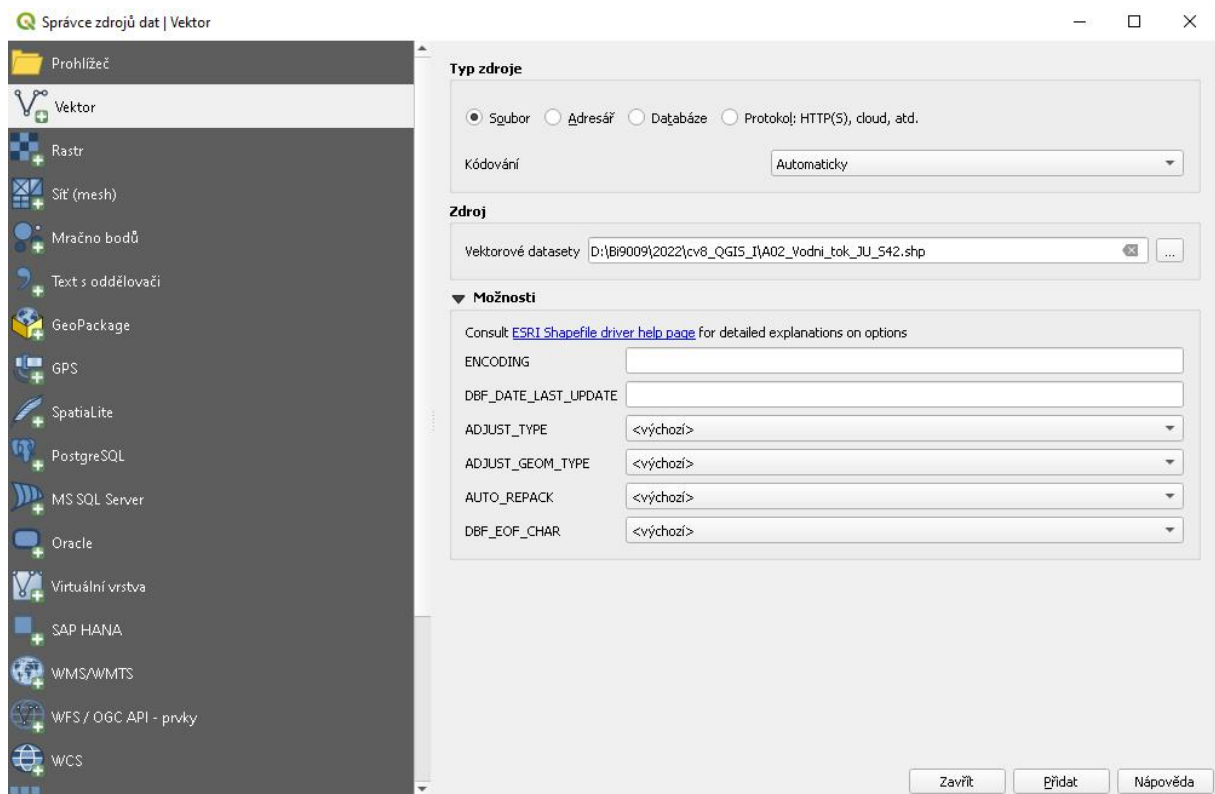 Správce zdrojů dat | Vektor
Prohlížeč
Vektor
Rastr
Síť (mesh)
Mračno bodů
Text s oddělovači
GeoPackage
GPS
SpatiaLite
PostgreSQL
MS SQL Server
Oracle
Virtuální vrstva
SAP HANA
WMS/WMTS
WFS / OGC API - prvky
WCS
Typ zdroje
Soubor Adresář Databáze Protokol: HTTP(S), cloud, atd.
Kódování Automaticky
Zdroj
Vektorové datasety D:\Bi9009\2022\cv8_QGIS_I\A02_Vodni_tok_JU_S42.shp ...
Možnosti
Consult ESRI Shapefile driver help page for detailed explanations on options
ENCODING
DBF_DATE_LAST_UPDATE
ADJUST_TYPE <výchozí>
ADJUST_GEOM_TYPE <výchozí>
AUTO_REPACK <výchozí>
DBF_EOF_CHAR <výchozí>
Zavřít Přidat Nápověda